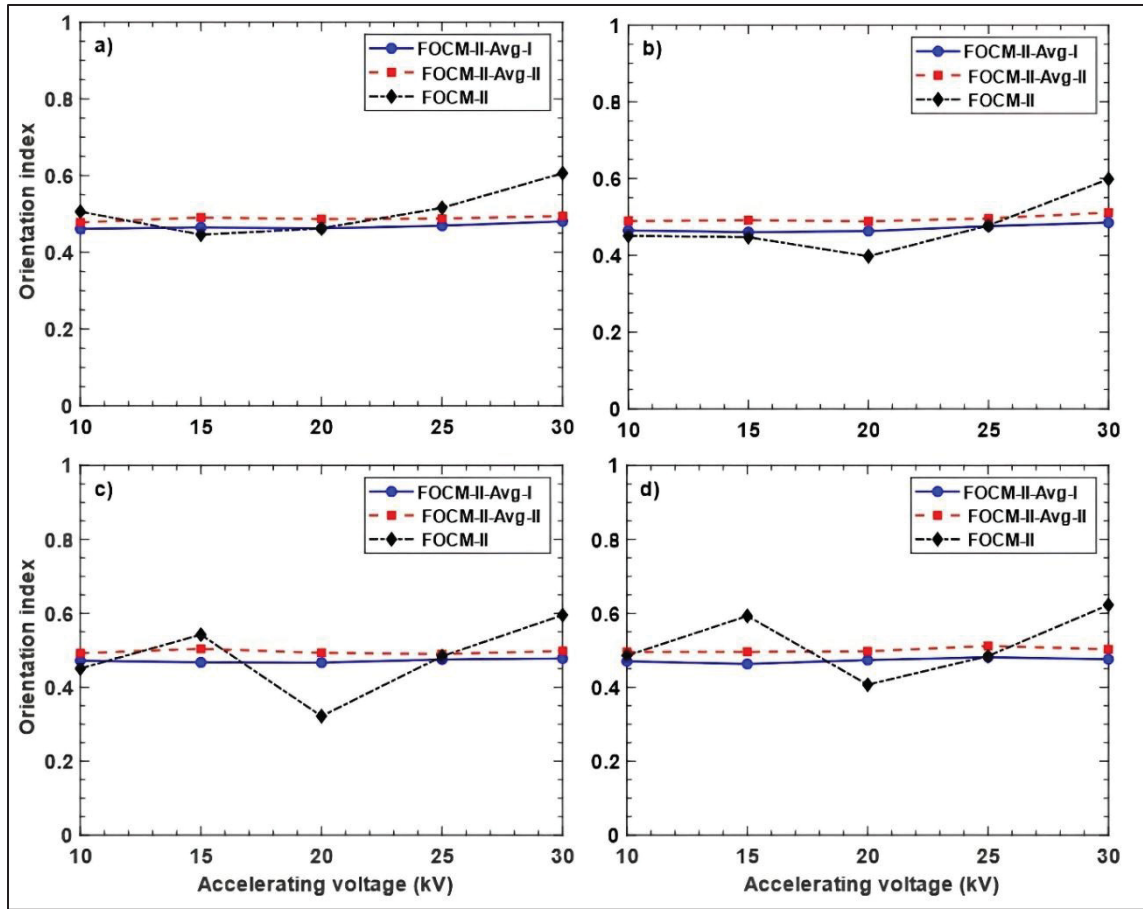 a)
FOCM-II-Avg-I
FOCM-II-Avg-II
FOCM-II
Orientation index
1
0.8
0.6
0.4
0.2
0
10 15 20 25 30
b)
FOCM-II-Avg-I
FOCM-II-Avg-II
FOCM-II
1
0.8
0.6
0.4
0.2
0
10 15 20 25 30
c)
FOCM-II-Avg-I
FOCM-II-Avg-II
FOCM-II
Orientation index
1
0.8
0.6
0.4
0.2
0
10 15 20 25 30
Accelerating voltage (kV)
d)
FOCM-II-Avg-I
FOCM-II-Avg-II
FOCM-II
1
0.8
0.6
0.4
0.2
0
10 15 20 25 30
Accelerating voltage (kV)